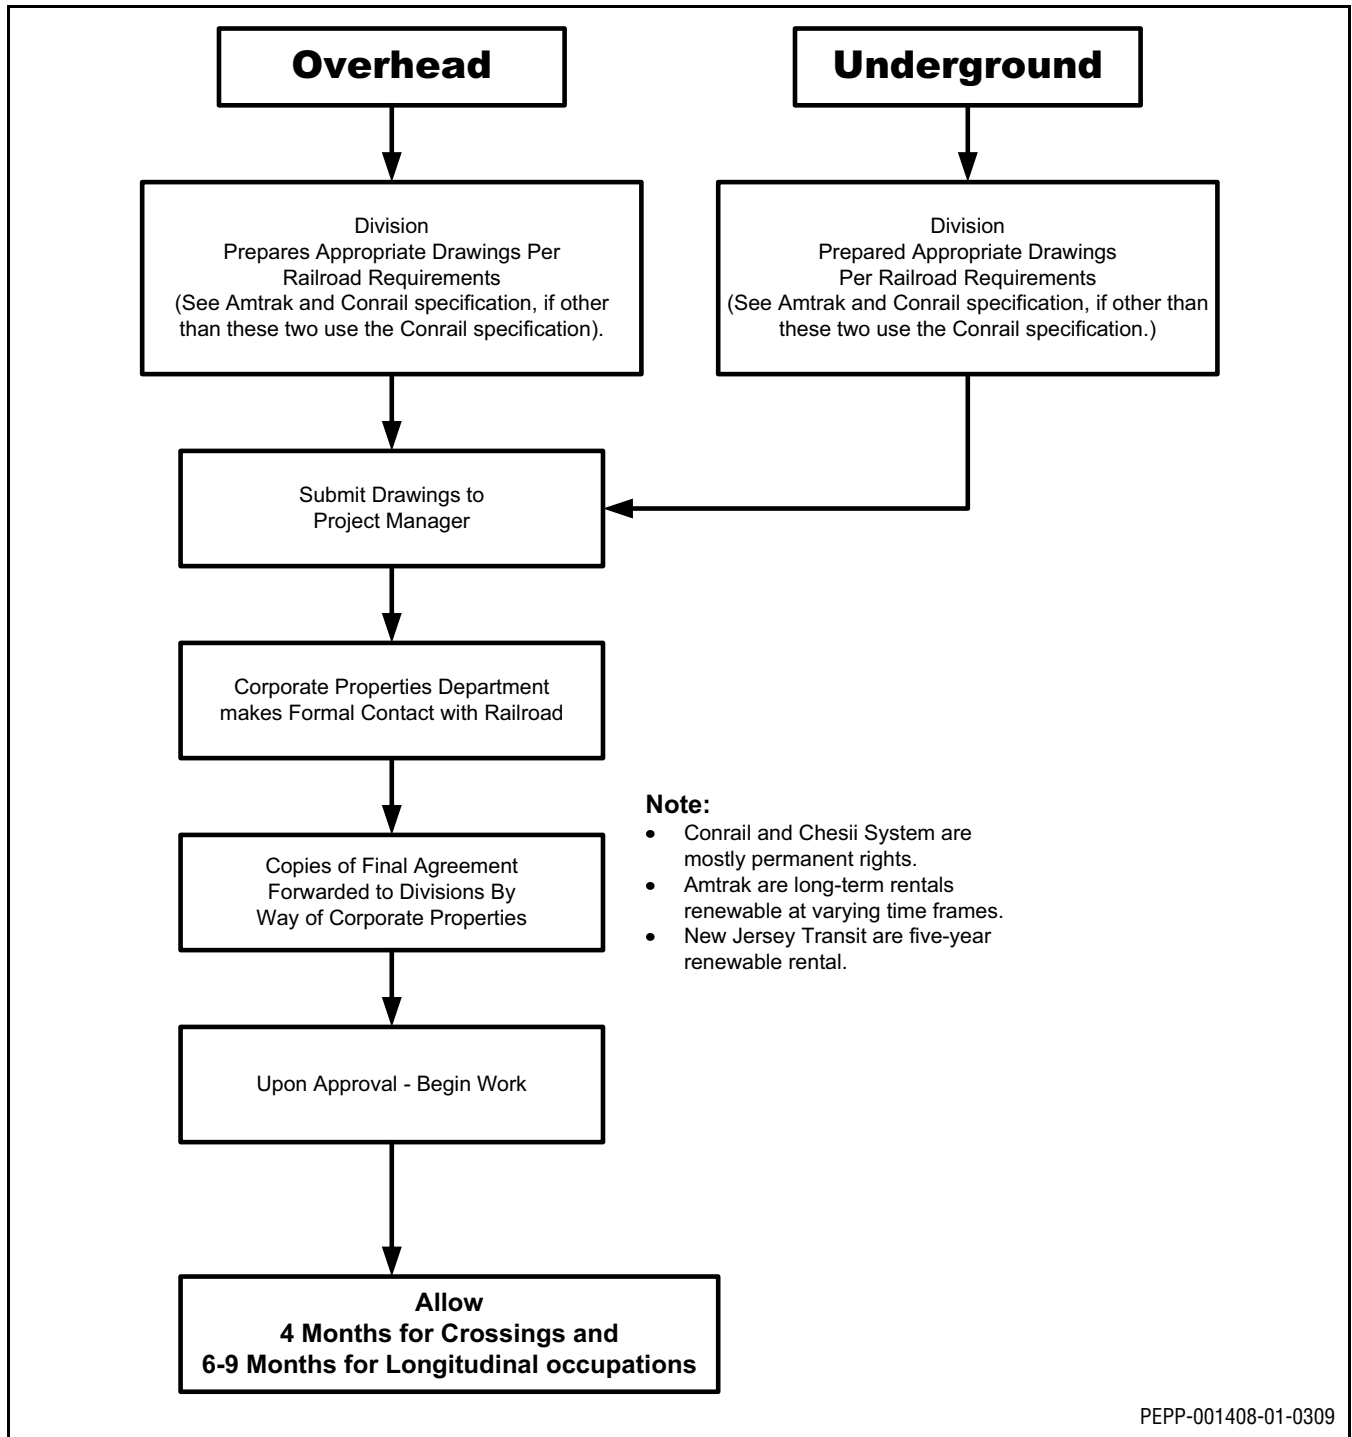 Overhead
Underground
Division
Prepares Appropriate Drawings Per
Railroad Requirements
(See Amtrak and Conrail specification, if other
than these two use the Conrail specification).
Division
Prepared Appropriate Drawings
Per Railroad Requirements
(See Amtrak and Conrail specification, if other than
these two use the Conrail specification.)
Submit Drawings to
Project Manager
Corporate Properties Department
makes Formal Contact with Railroad
Copies of Final Agreement
Forwarded to Divisions By
Way of Corporate Properties
Note:
• Conrail and Chesii System are
mostly permanent rights.
• Amtrak are long-term rentals
renewable at varying time frames.
• New Jersey Transit are five-year
renewable rental.
Upon Approval - Begin Work
Allow
4 Months for Crossings and
6-9 Months for Longitudinal occupations
PEPP-001408-01-0309